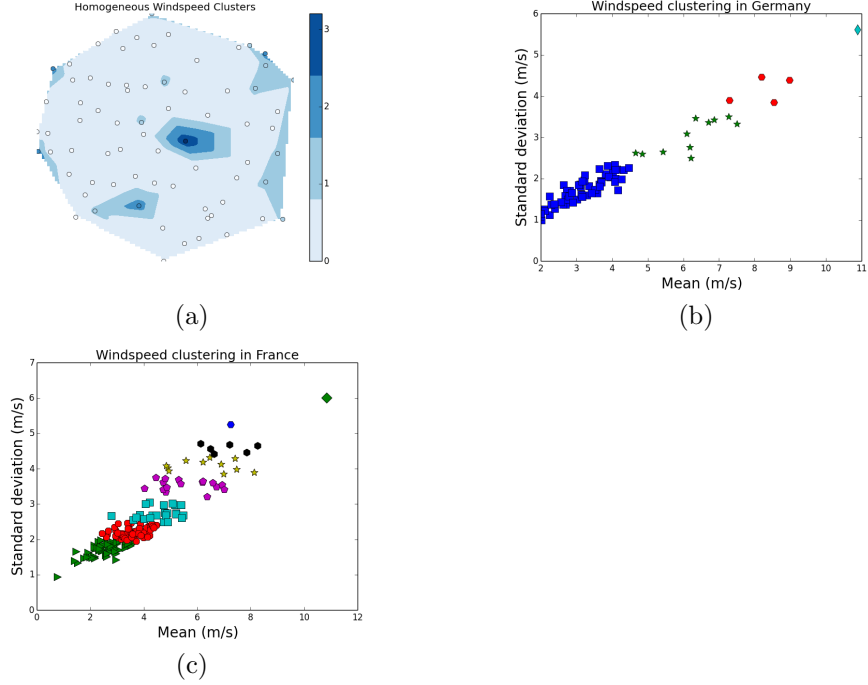 Homogeneous Windspeed Clusters
3
2
1
0
(a)
Windspeed clustering in Germany
Standard deviation (m/s)
6
5
4
3
2
1
0
2 3 4 5 6 7 8 9 10 11
Mean (m/s)
(b)
Windspeed clustering in France
Standard deviation (m/s)
7
6
5
4
3
2
1
0
0 2 4 6 8 10 12
Mean (m/s)
(c)